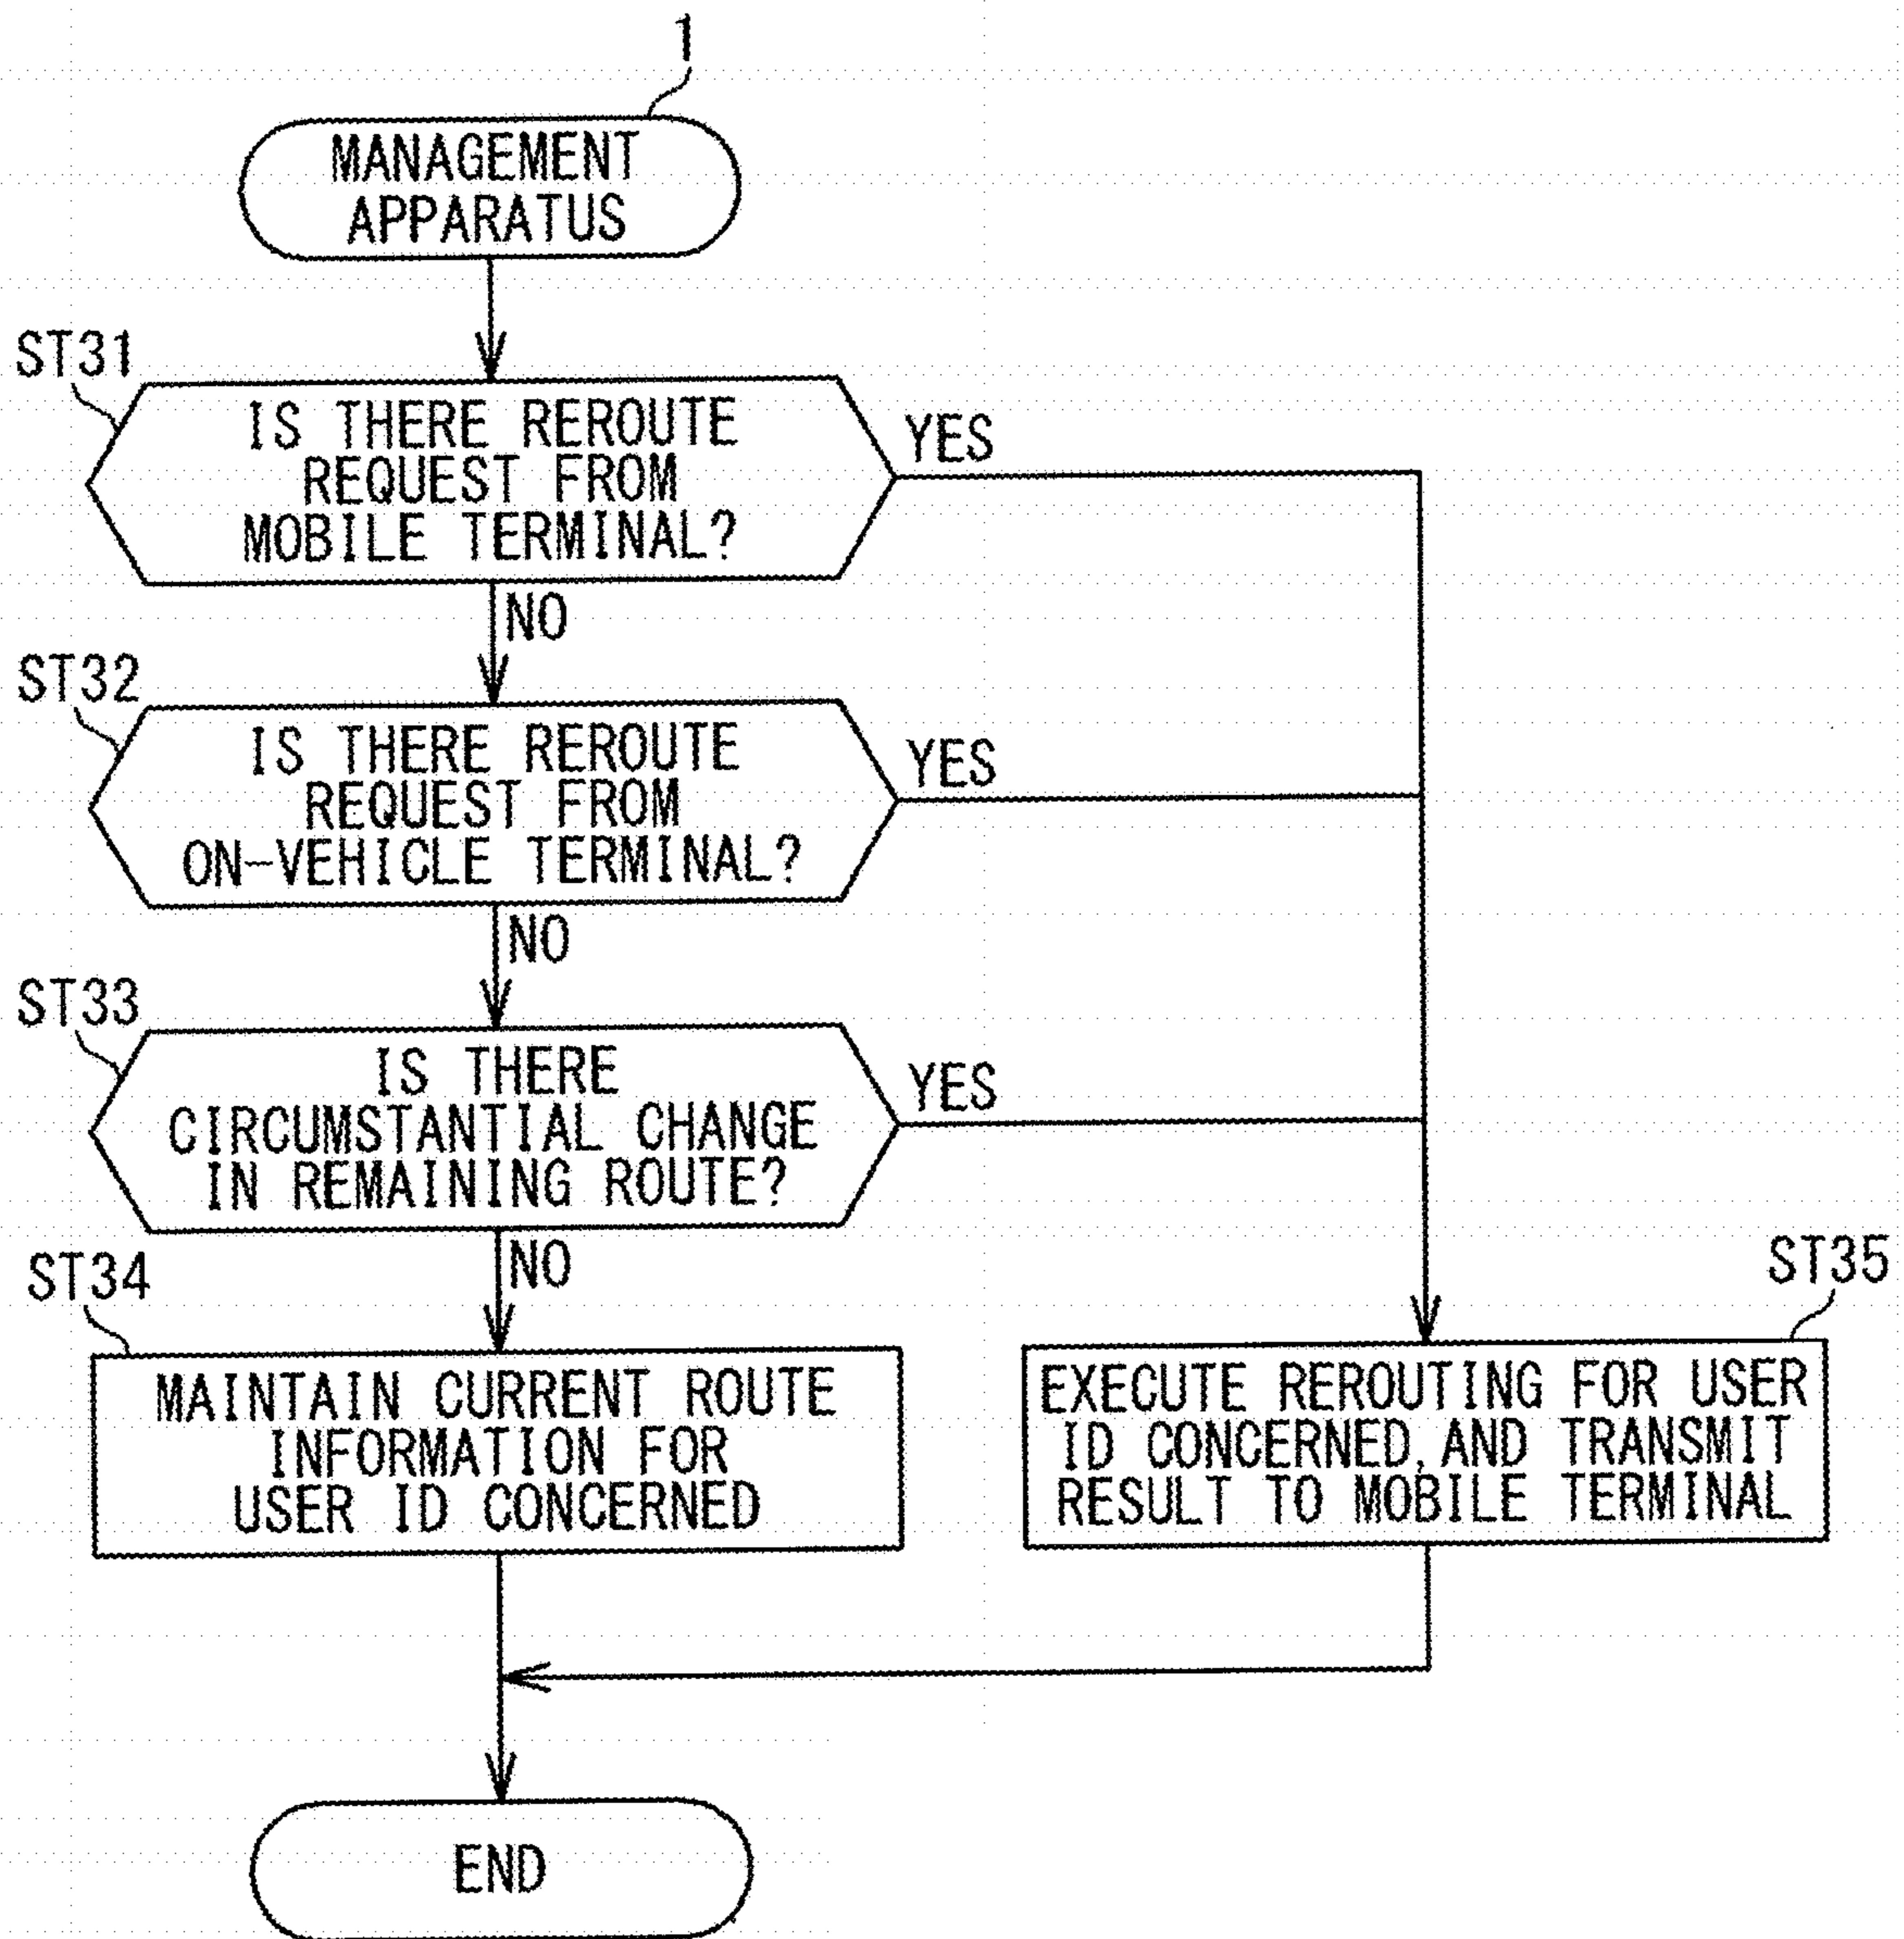 1
MANAGEMENT
APPARATUS
ST31
IS THERE REROUTE
REQUEST FROM
MOBILE TERMINAL?
YES
NO
ST32
IS THERE REROUTE
REQUEST FROM
ON-VEHICLE TERMINAL?
YES
NO
ST33
IS THERE
CIRCUMSTANTIAL CHANGE
IN REMAINING ROUTE?
YES
NO
ST34
MAINTAIN CURRENT ROUTE
INFORMATION FOR
USER ID CONCERNED
ST35
EXECUTE REROUTING FOR USER
ID CONCERNED, AND TRANSMIT
RESULT TO MOBILE TERMINAL
END